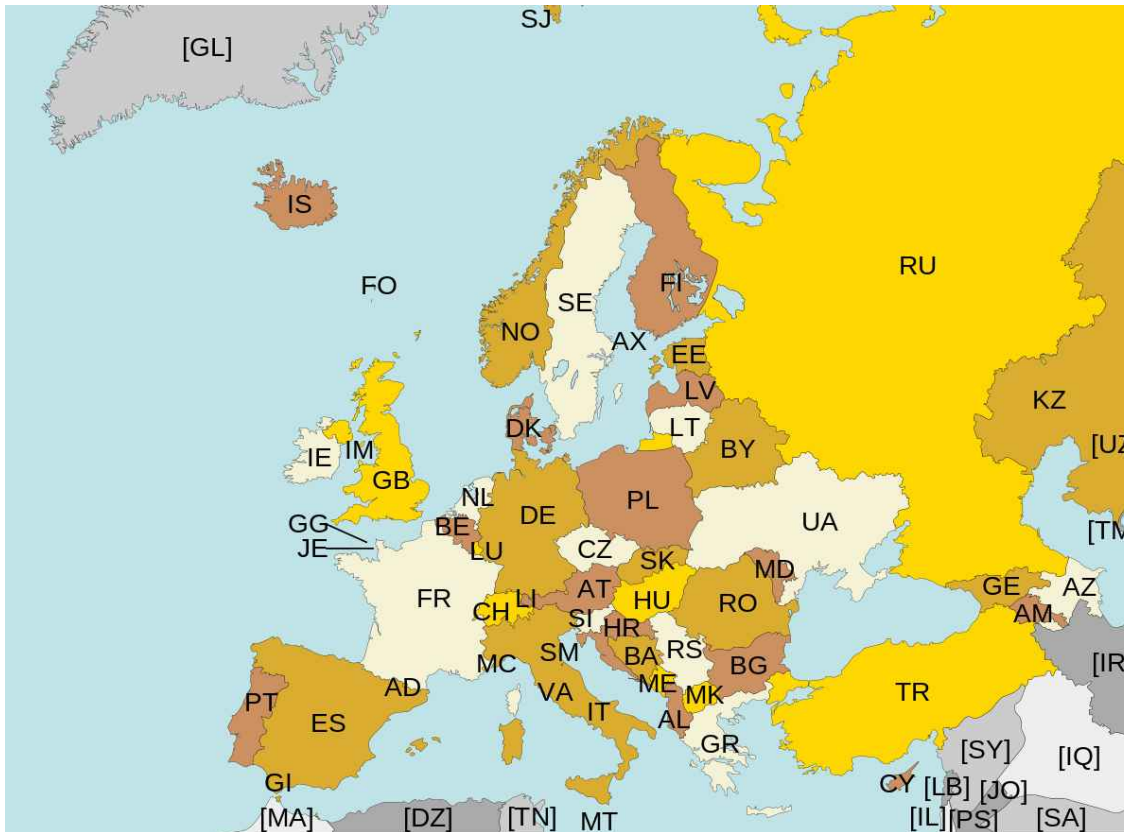 SJ
[GL]
IS
RU
FO
FI
SE
NO
AX
EE
LV
KZ
DK
LT
[UZ
IM
IE
BY
GB
NL
PL
DE
UA
GG
BE
[TM
JE
LU
CZ
SK
MD
FR
AT
GE
AZ
LI
HU
RO
CH
SI
AM
HR
SM
RS
BA
MC
BG
[IR
AD
VA
ME
TR
PT
MK
IT
AL
ES
GR
[SY]
[IQ]
GI
CY
[LB]
[JO]
[MA]
[DZ]
[TN]
MT
[IL]
[PS]
[SA]